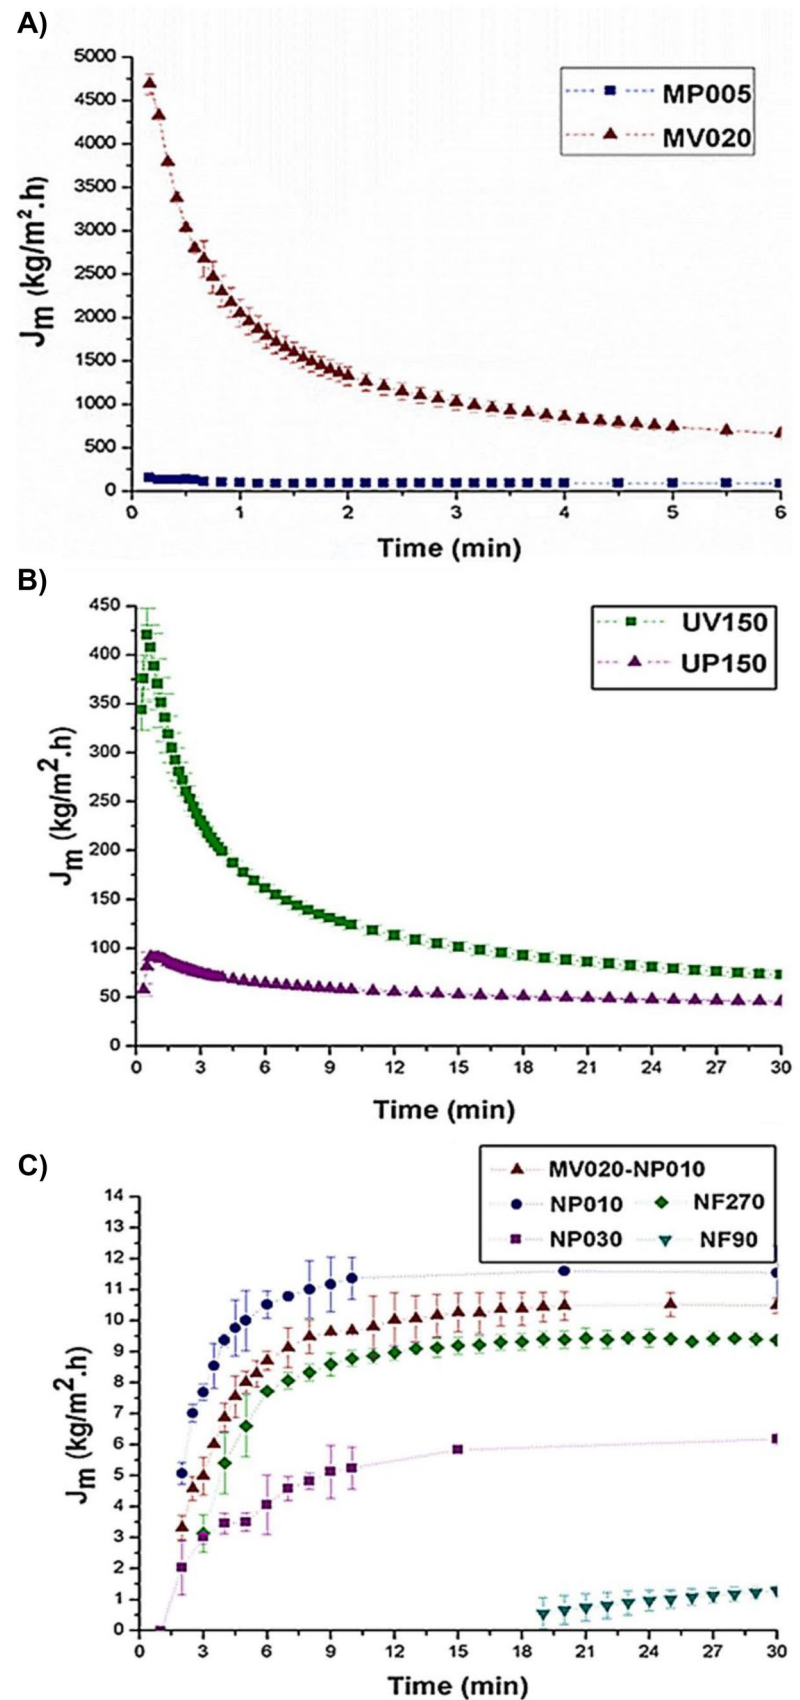 A)
5000
4500
4000
3500
3000
2500
2000
1500
1000
500
0
J_m (kg/m².h)
MP005
MV020
0 1 2 3 4 5 6
Time (min)
B)
450
400
350
300
250
200
150
100
50
0
J_m (kg/m².h)
UV150
UP150
0 3 6 9 12 15 18 21 24 27 30
Time (min)
C)
14
13
12
11
10
9
8
7
6
5
4
3
2
1
0
J_m (kg/m².h)
MV020-NP010
NP010 NF270
NP030 NF90
0 3 6 9 12 15 18 21 24 27 30
Time (min)